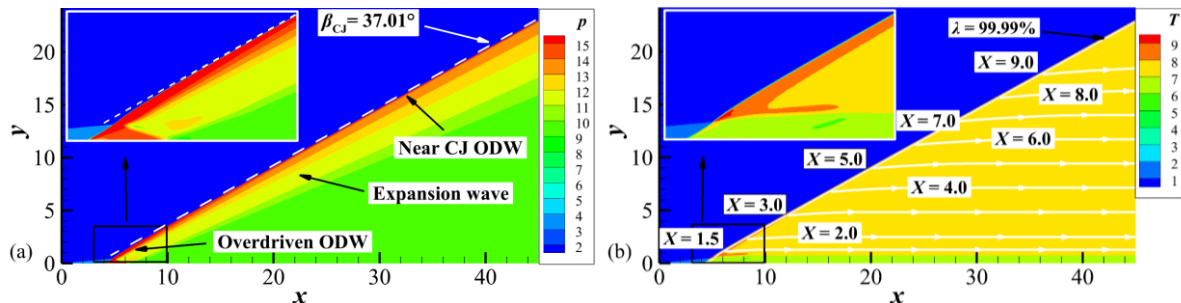 β_CJ = 37.01°
p
15
14
13
12
11
10
9
8
7
6
5
4
3
2
20
15
10
5
0
y
Near CJ ODW
Expansion wave
Overdriven ODW
(a)
0 10 20 30 40
x
λ = 99.99%
T
9
8
7
6
5
4
3
2
1
20
15
10
5
0
y
X = 9.0
X = 8.0
X = 7.0
X = 6.0
X = 5.0
X = 4.0
X = 3.0
X = 2.0
X = 1.5
(b)
0 10 20 30 40
x